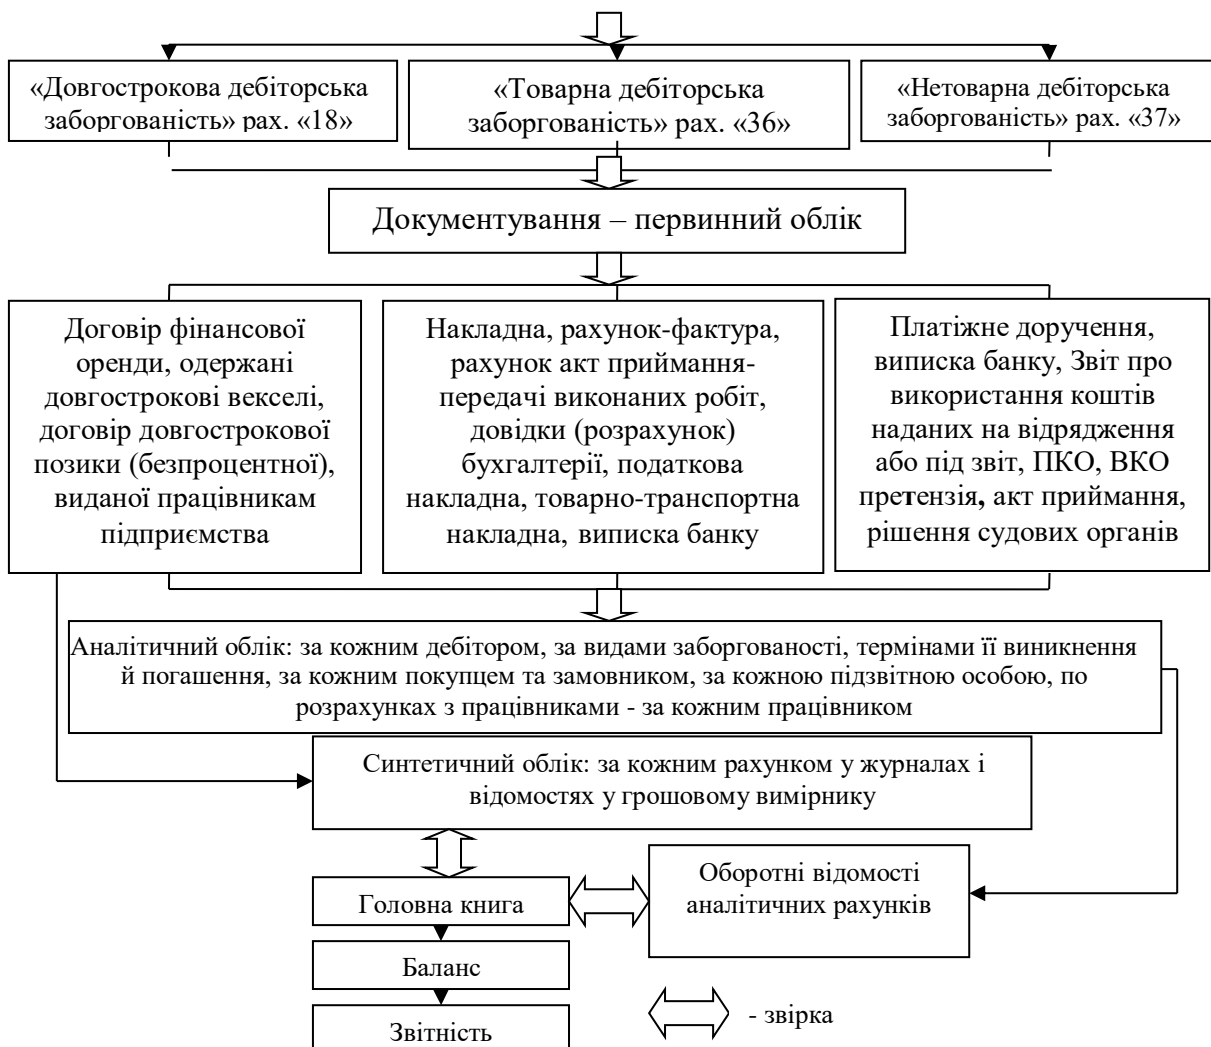 «Довгострокова дебіторська
заборгованість» рах. «18»
«Товарна дебіторська
заборгованість» рах. «36»
«Нетоварна дебіторська
заборгованість» рах. «37»
Документування – первинний облік
Договір фінансової
оренди, одержані
довгострокові векселі,
договір довгострокової
позики (безпроцентної),
виданої працівникам
підприємства
Накладна, рахунок-фактура,
рахунок акт приймання-
передачі виконаних робіт,
довідки (розрахунок)
бухгалтерії, податкова
накладна, товарно-транспортна
накладна, виписка банку
Платіжне доручення,
виписка банку, Звіт про
використання коштів
наданих на відрядження
або під звіт, ПКО, ВКО
претензія, акт приймання,
рішення судових органів
Аналітичний облік: за кожним дебітором, за видами заборгованості, термінами її виникнення
й погашення, за кожним покупцем та замовником, за кожною підзвітною особою, по
розрахунках з працівниками - за кожним працівником
Синтетичний облік: за кожним рахунком у журналах і
відомостях у грошовому вимірнику
Оборотні відомості
аналітичних рахунків
Головна книга
Баланс
Звітність
- звірка